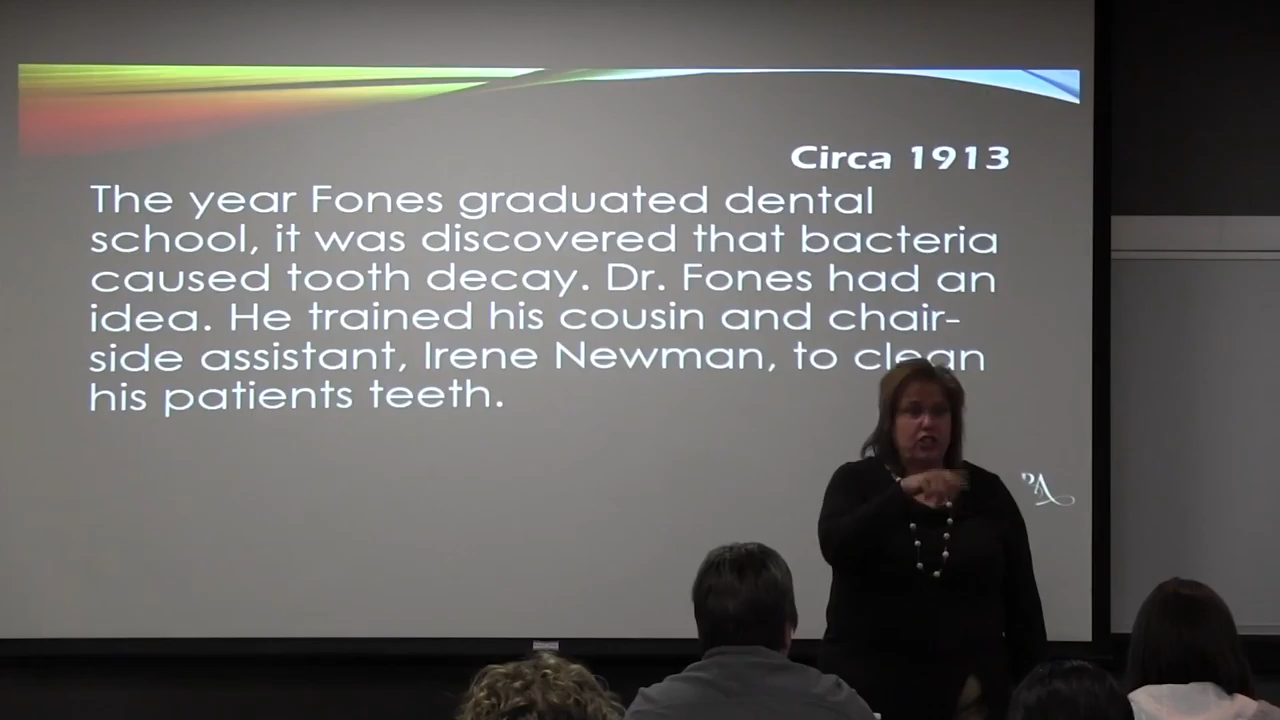 Circa 1913
The year Fones graduated dental
school, it was discovered that bacteria
caused tooth decay. Dr. Fones had an
idea. He trained his cousin and chair-
side assistant, Irene Newman, to clean
his patients teeth.